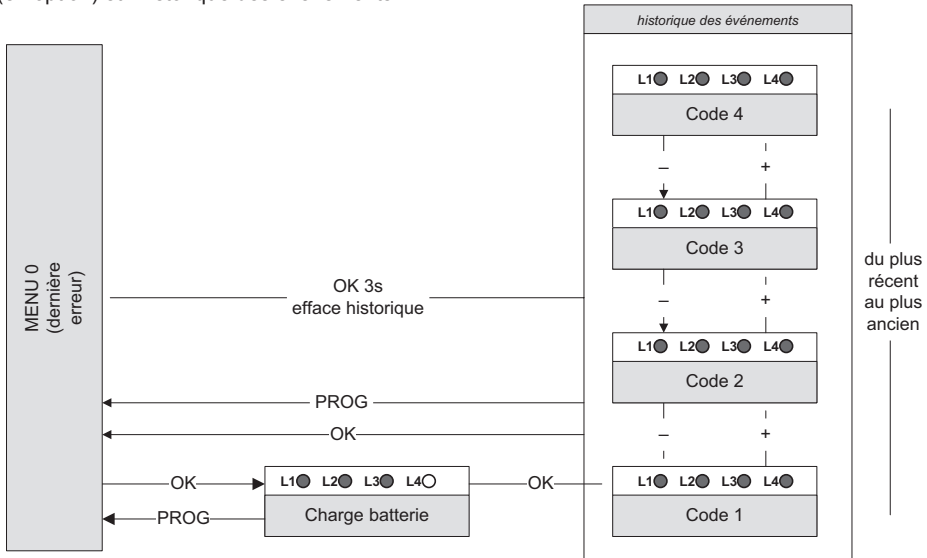 historique des événements
L1 L2 L3 L4
Code 4
– +
L1 L2 L3 L4
Code 3
– +
L1 L2 L3 L4
Code 2
– +
L1 L2 L3 L4
Code 1
du plus
récent
au plus
ancien
MENU 0
(dernière
erreur)
OK 3s
efface historique
PROG
OK
OK
L1 L2 L3 L4
Charge batterie
OK
PROG